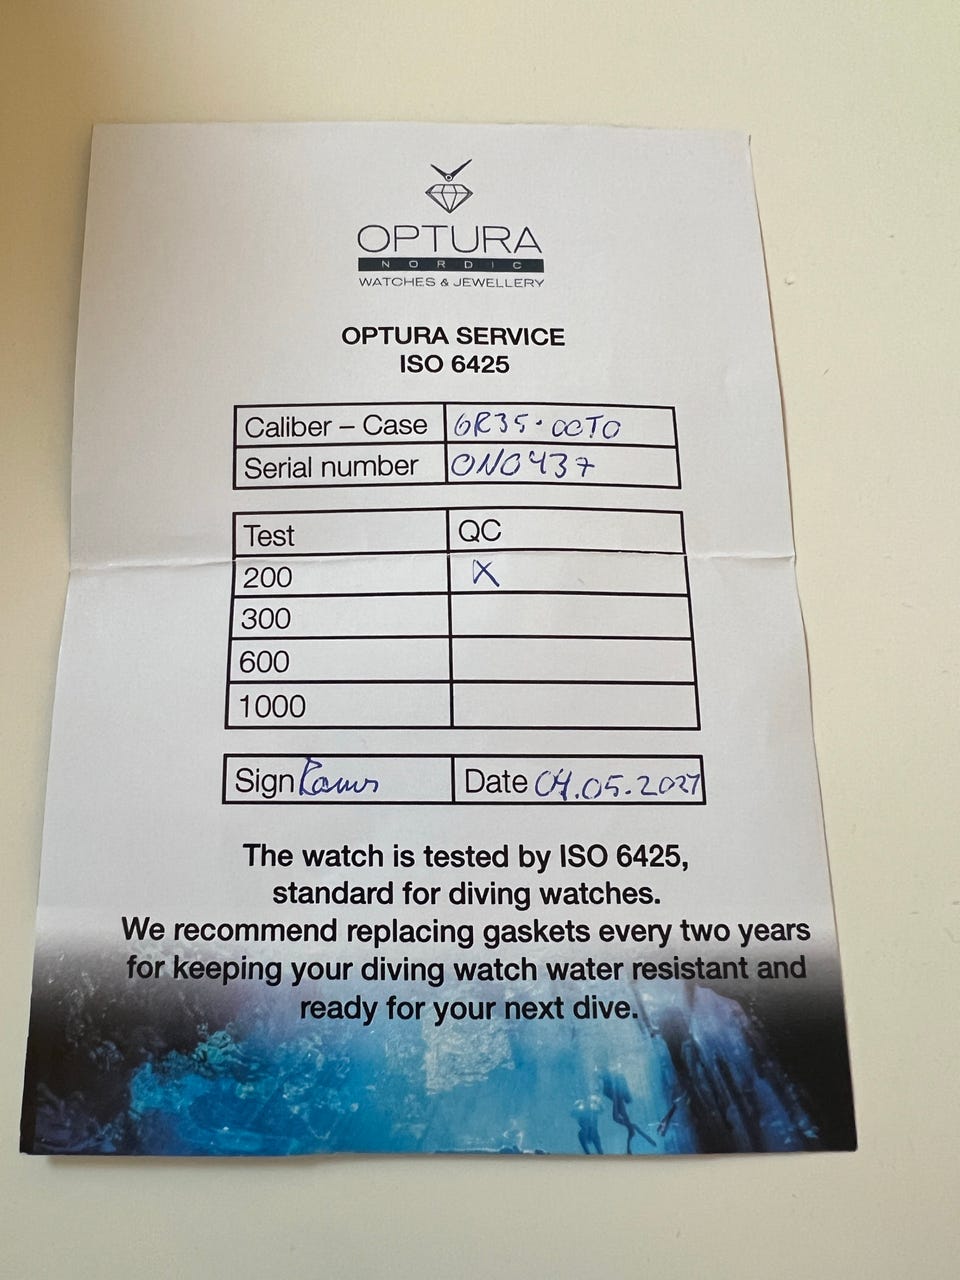 OPTURA
NORDIC
WATCHES & JEWELLERY
OPTURA SERVICE
ISO 6425
Caliber – Case 6R35·OCTO
Serial number ONO437
Test QC
200 X
300
600
1000
Sign Date 04.05.2021
The watch is tested by ISO 6425,
standard for diving watches.
We recommend replacing gaskets every two years
for keeping your diving watch water resistant and
ready for your next dive.